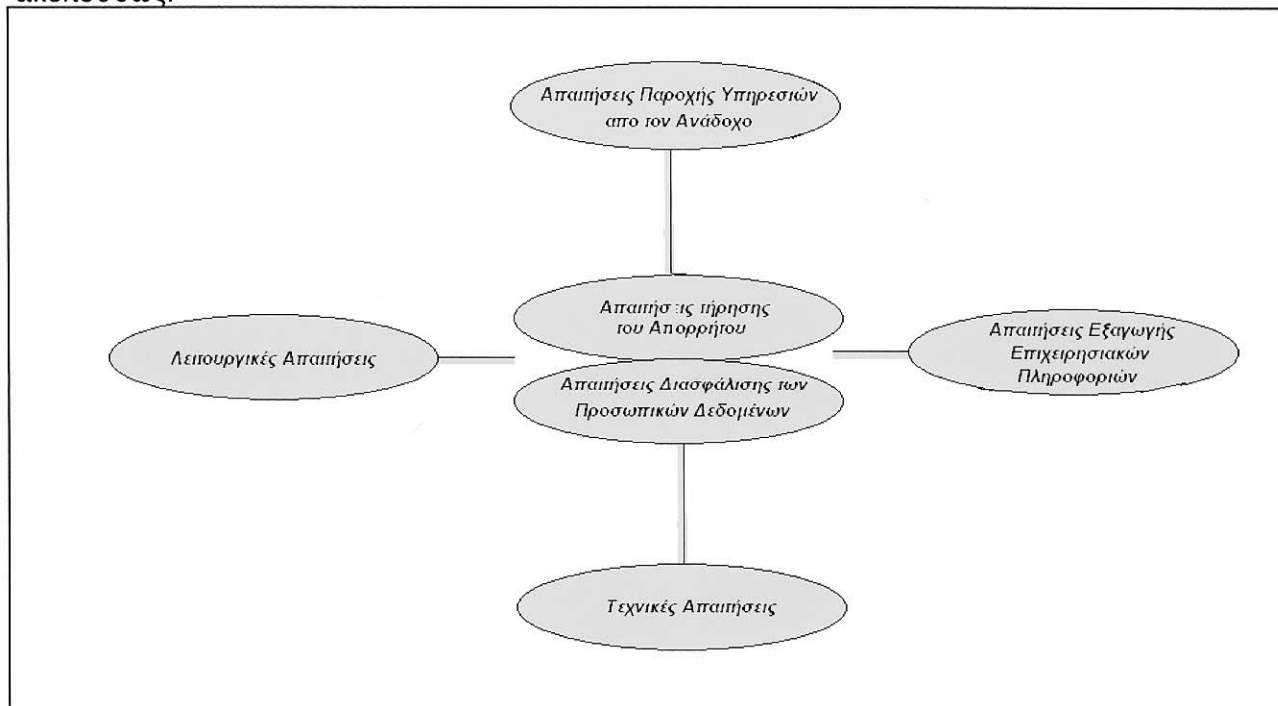 Απαιτήσεις Παροχής Υπηρεσιών
απο τον Ανάδοχο
Απαιτήσεις τήρησης
του Απορρήτου
Λειτουργικές Απαιτήσεις
Απαιτήσεις Εξαγωγής
Επιχειρησιακών
Πληροφοριών
Απαιτήσεις Διασφάλισης των
Προσωπικών Δεδομένων
Τεχνικές Απαιτήσεις